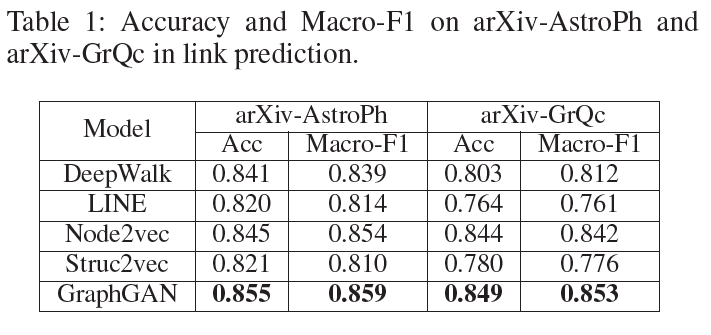 Table 1: Accuracy and Macro-F1 on arXiv-AstroPh and
arXiv-GrQc in link prediction.
Model arXiv-AstroPh arXiv-GrQc
Acc Macro-F1 Acc Macro-F1
DeepWalk 0.841 0.839 0.803 0.812
LINE 0.820 0.814 0.764 0.761
Node2vec 0.845 0.854 0.844 0.842
Struc2vec 0.821 0.810 0.780 0.776
GraphGAN 0.855 0.859 0.849 0.853